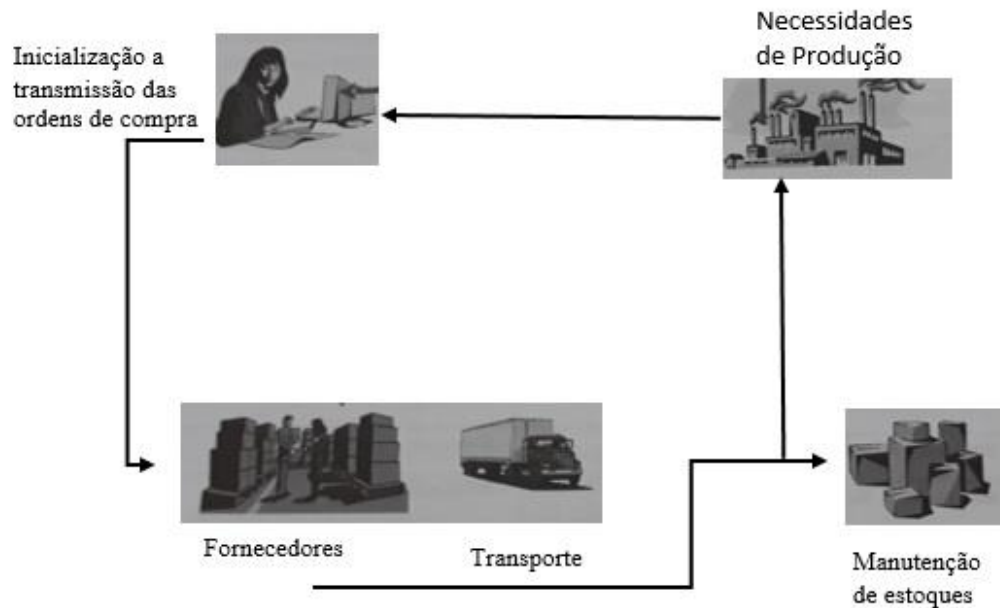 Inicialização a
transmissão das
ordens de compra
Necessidades
de Produção
Fornecedores
Transporte
Manutenção
de estoques